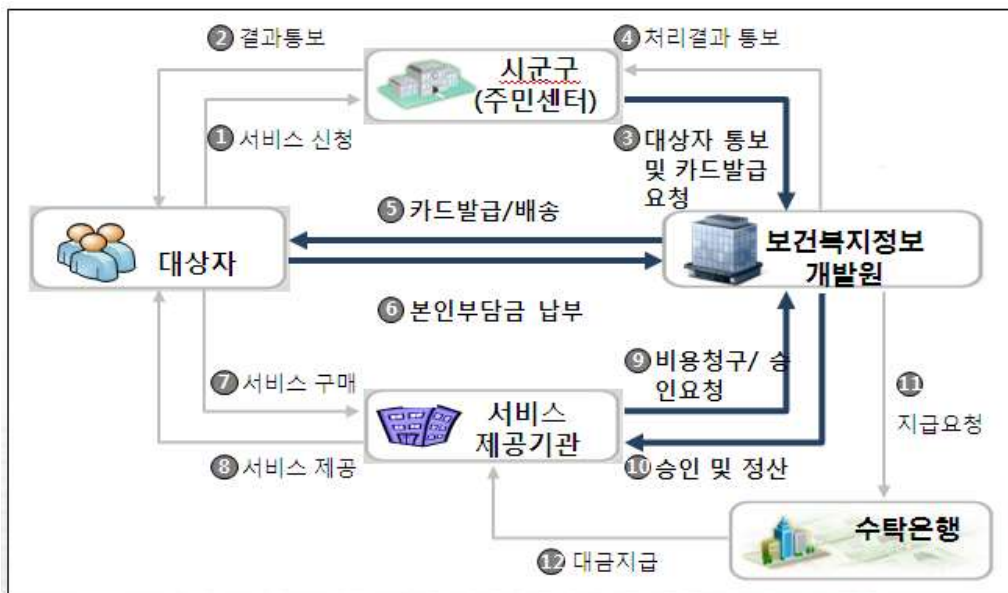 ② 결과통보
④ 처리결과 통보
시군구
(주민센터)
① 서비스 신청
③ 대상자 통보
및 카드발급
요청
⑤ 카드발급/배송
대상자
보건복지정보
개발원
⑥ 본인부담금 납부
⑦ 서비스 구매
⑨ 비용청구/ 승
인요청
⑪
지급요청
서비스
제공기관
⑧ 서비스 제공
⑩ 승인 및 정산
수탁은행
⑫ 대금지급